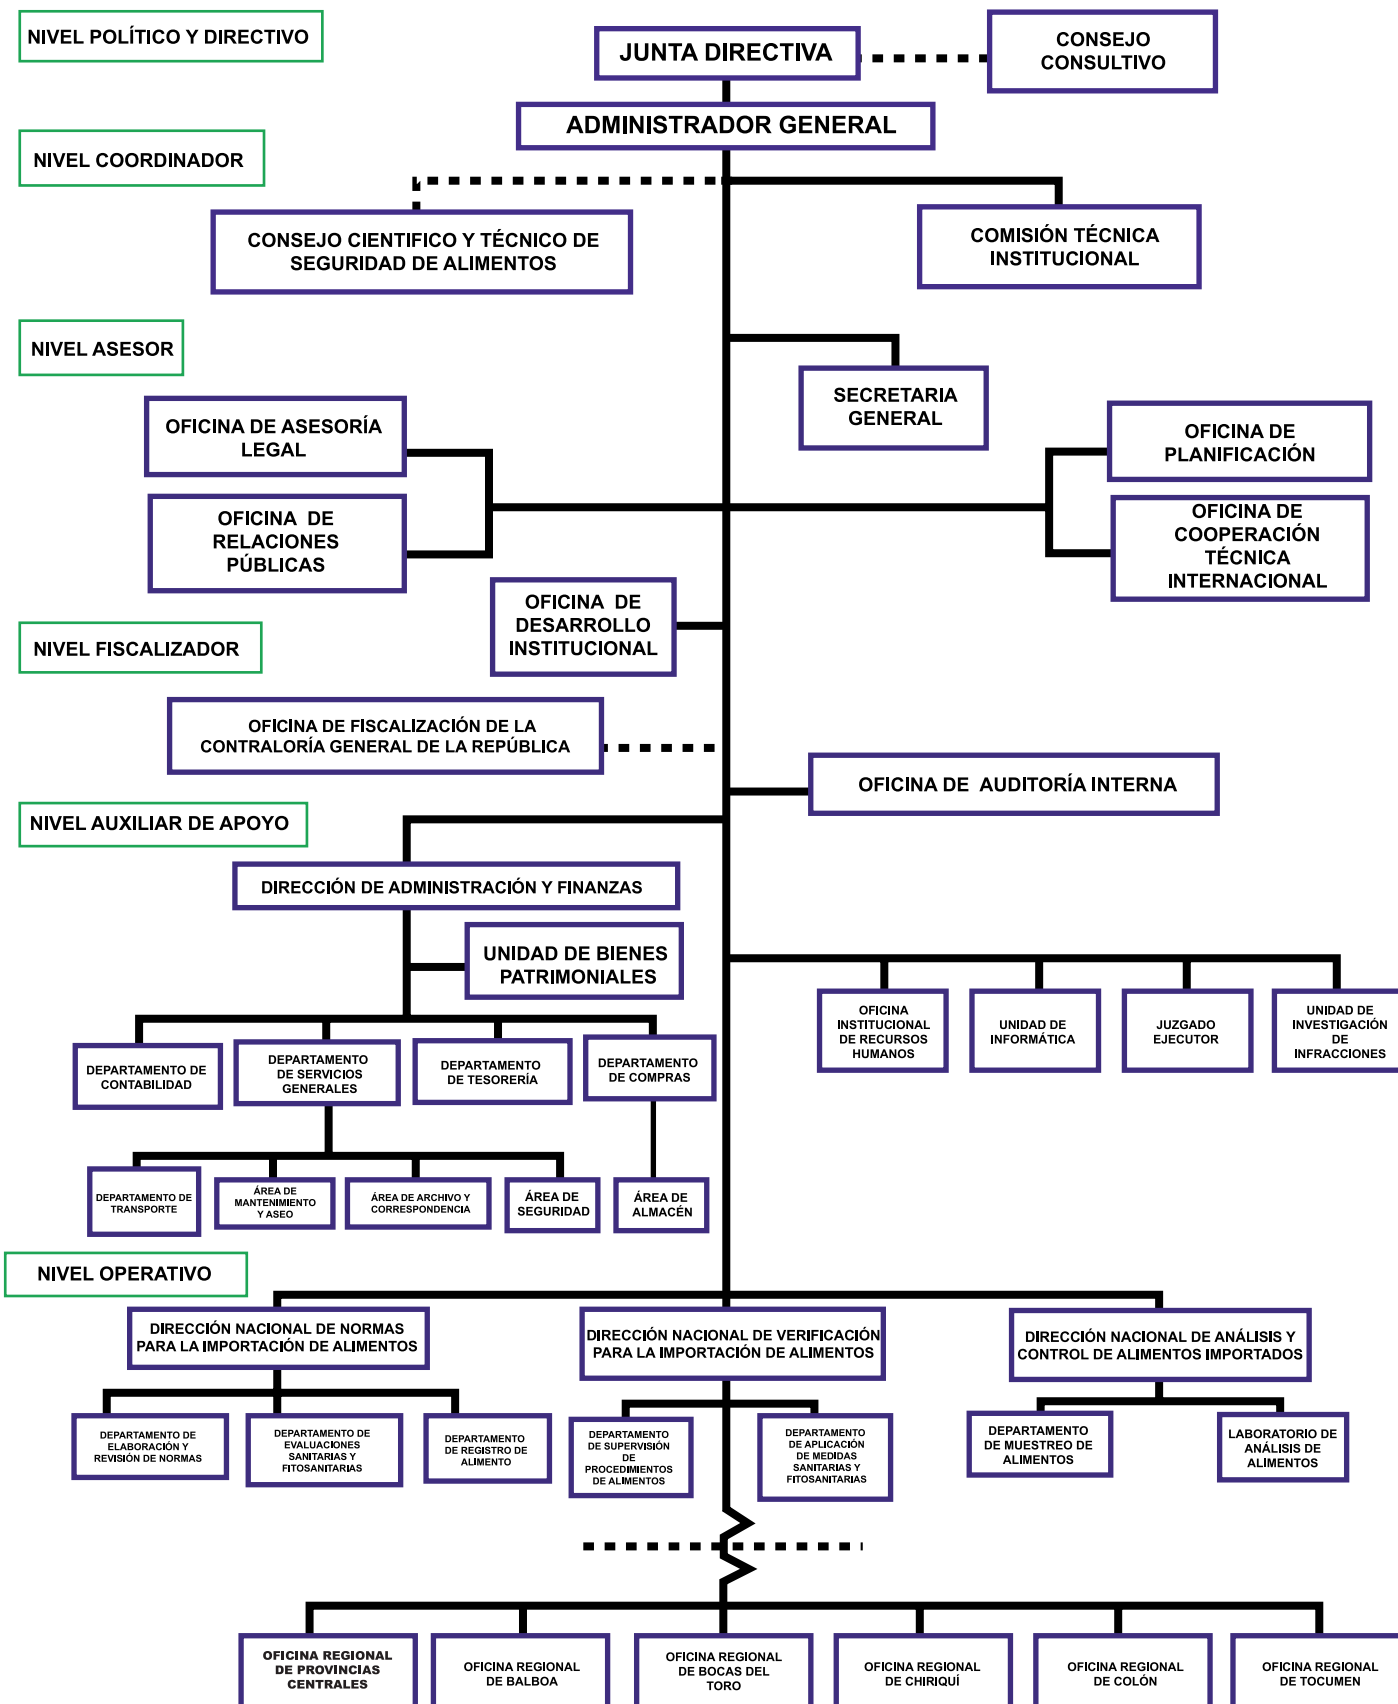 NIVEL POLÍTICO Y DIRECTIVO
JUNTA DIRECTIVA
CONSEJO
CONSULTIVO
ADMINISTRADOR GENERAL
NIVEL COORDINADOR
CONSEJO CIENTIFICO Y TÉCNICO DE
SEGURIDAD DE ALIMENTOS
COMISIÓN TÉCNICA
INSTITUCIONAL
NIVEL ASESOR
SECRETARIA
GENERAL
OFICINA DE ASESORÍA
LEGAL
OFICINA DE
PLANIFICACIÓN
OFICINA DE
RELACIONES
PÚBLICAS
OFICINA DE
COOPERACIÓN
TÉCNICA
INTERNACIONAL
OFICINA DE
DESARROLLO
INSTITUCIONAL
NIVEL FISCALIZADOR
OFICINA DE FISCALIZACIÓN DE LA
CONTRALORÍA GENERAL DE LA REPÚBLICA
OFICINA DE AUDITORÍA INTERNA
NIVEL AUXILIAR DE APOYO
DIRECCIÓN DE ADMINISTRACIÓN Y FINANZAS
UNIDAD DE BIENES
PATRIMONIALES
OFICINA
INSTITUCIONAL
DE RECURSOS
HUMANOS
UNIDAD DE
INFORMÁTICA
JUZGADO
EJECUTOR
UNIDAD DE
INVESTIGACIÓN
DE
INFRACCIONES
DEPARTAMENTO DE
CONTABILIDAD
DEPARTAMENTO
DE SERVICIOS
GENERALES
DEPARTAMENTO
DE TESORERÍA
DEPARTAMENTO
DE COMPRAS
DEPARTAMENTO DE
TRANSPORTE
ÁREA DE
MANTENIMIENTO
Y ASEO
ÁREA DE ARCHIVO Y
CORRESPONDENCIA
ÁREA DE
SEGURIDAD
ÁREA DE
ALMACÉN
NIVEL OPERATIVO
DIRECCIÓN NACIONAL DE NORMAS
PARA LA IMPORTACIÓN DE ALIMENTOS
DIRECCIÓN NACIONAL DE VERIFICACIÓN
PARA LA IMPORTACIÓN DE ALIMENTOS
DIRECCIÓN NACIONAL DE ANÁLISIS Y
CONTROL DE ALIMENTOS IMPORTADOS
DEPARTAMENTO DE
ELABORACIÓN Y
REVISIÓN DE NORMAS
DEPARTAMENTO DE
EVALUACIONES
SANITARIAS Y
FITOSANITARIAS
DEPARTAMENTO
DE REGISTRO DE
ALIMENTO
DEPARTAMENTO
DE SUPERVISIÓN
DE
PROCEDIMIENTOS
DE ALIMENTOS
DEPARTAMENTO
DE APLICACIÓN
DE MEDIDAS
SANITARIAS Y
FITOSANITARIAS
DEPARTAMENTO
DE MUESTREO DE
ALIMENTOS
LABORATORIO DE
ANÁLISIS DE
ALIMENTOS
OFICINA REGIONAL
DE PROVINCIAS
CENTRALES
OFICINA REGIONAL
DE BALBOA
OFICINA REGIONAL
DE BOCAS DEL
TORO
OFICINA REGIONAL
DE CHIRIQUÍ
OFICINA REGIONAL
DE COLÓN
OFICINA REGIONAL
DE TOCUMEN